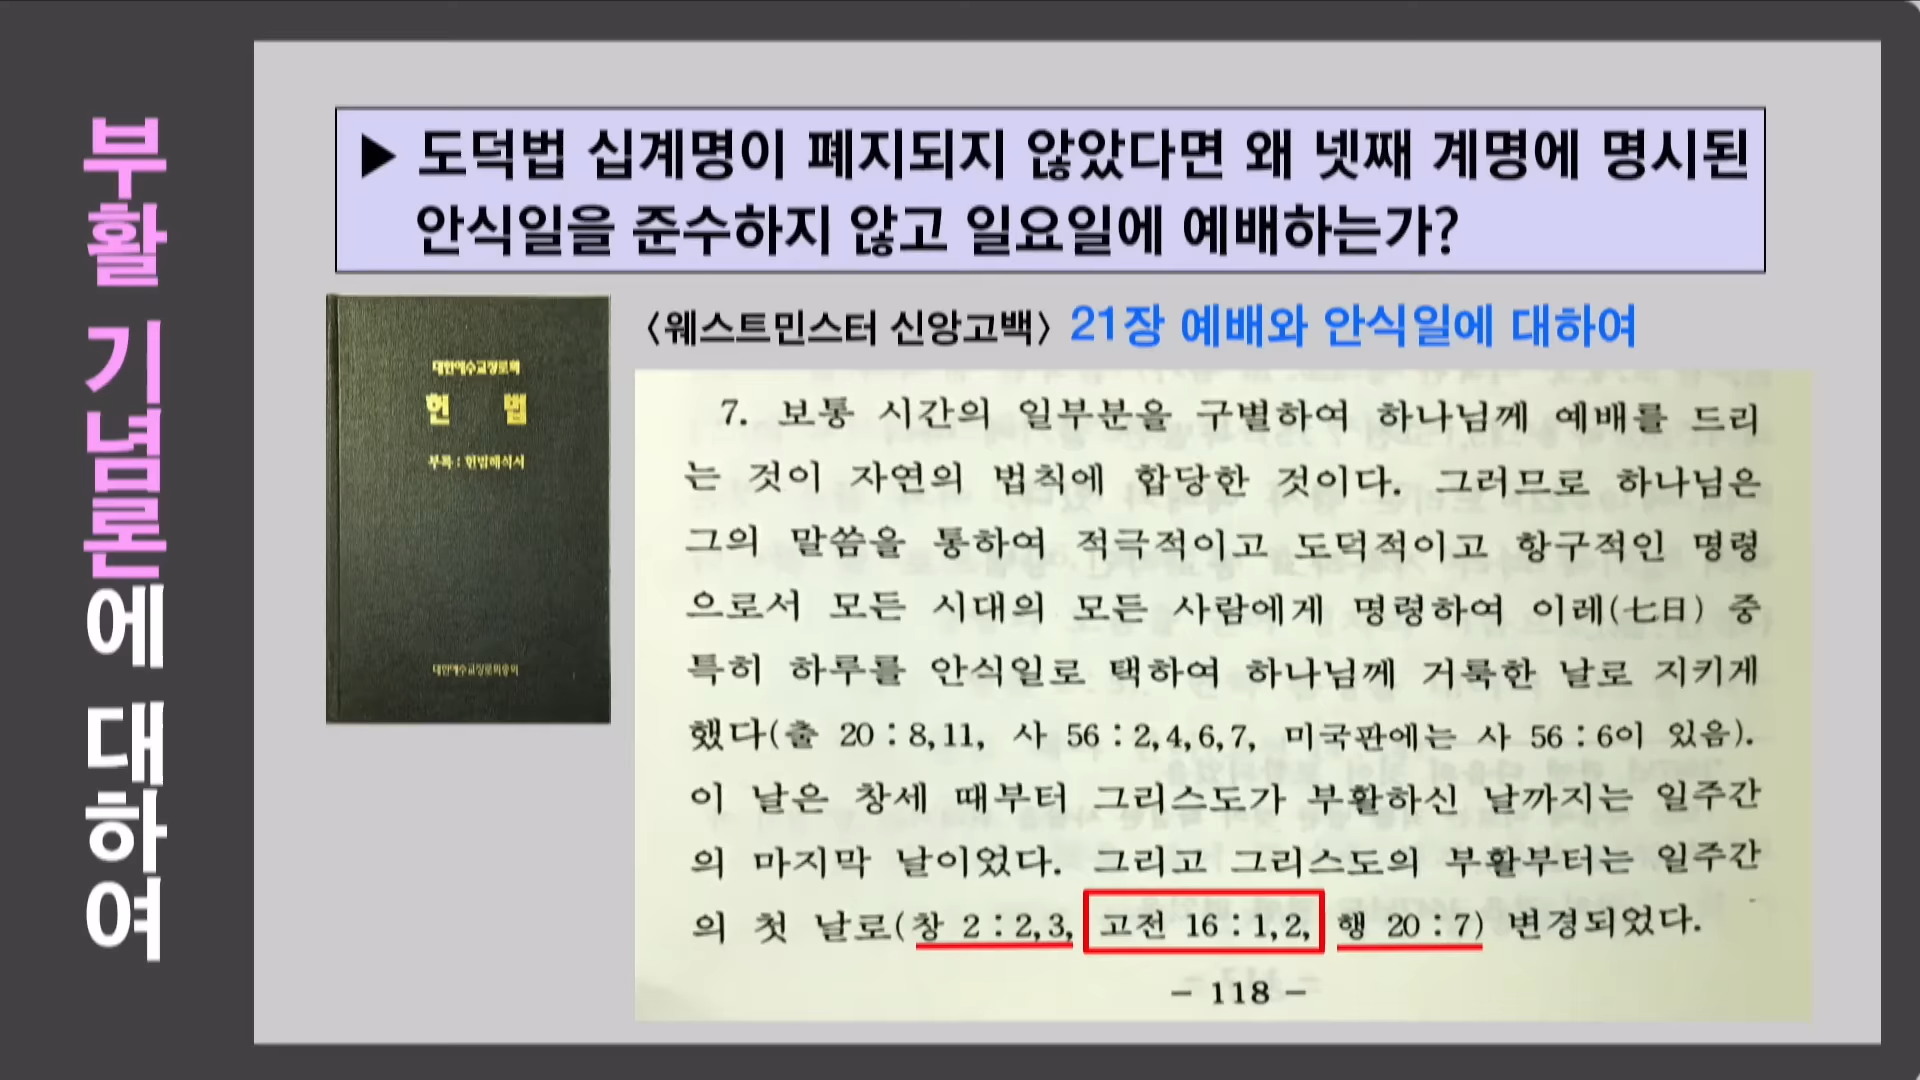 부활 기념론에 대하여
▶ 도덕법 십계명이 폐지되지 않았다면 왜 넷째 계명에 명시된
안식일을 준수하지 않고 일요일에 예배하는가?
대한예수교장로회
헌 법
부록 : 헌법해석서
대한예수교장로회총회
<웨스트민스터 신앙고백> 21장 예배와 안식일에 대하여
7. 보통 시간의 일부분을 구별하여 하나님께 예배를 드리
는 것이 자연의 법칙에 합당한 것이다. 그러므로 하나님은
그의 말씀을 통하여 적극적이고 도덕적이고 항구적인 명령
으로서 모든 시대의 모든 사람에게 명령하여 이레(七日) 중
특히 하루를 안식일로 택하여 하나님께 거룩한 날로 지키게
했다(출 20 : 8,11, 사 56 : 2,4,6,7, 미국판에는 사 56 : 6이 있음).
이 날은 창세 때부터 그리스도가 부활하신 날까지는 일주간
의 마지막 날이었다. 그리고 그리스도의 부활부터는 일주간
의 첫 날로(창 2 : 2,3, 고전 16 : 1,2, 행 20 : 7) 변경되었다.
- 118 -